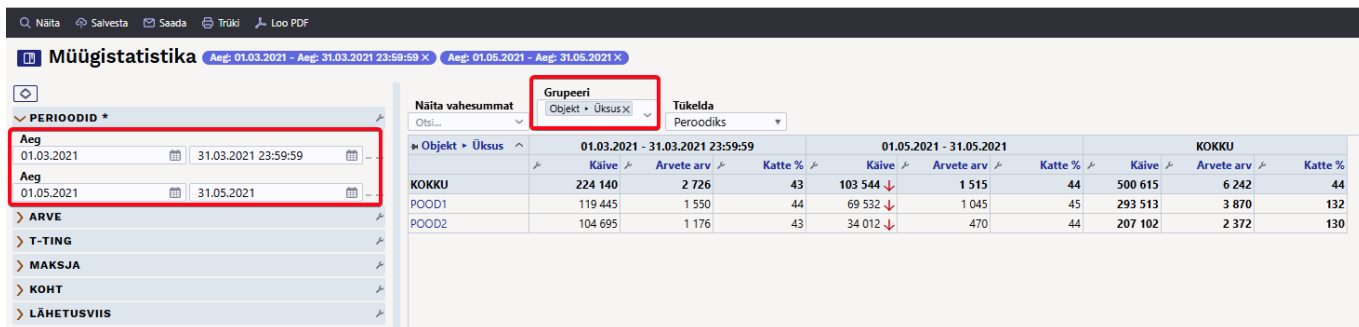 Näita Salvesta Saada Trüki Loo PDF
Müügistatistika Aeg: 01.03.2021 - Aeg: 31.03.2021 23:59:59 × Aeg: 01.05.2021 - Aeg: 31.05.2021 ×
PERIOODID *
Aeg
01.03.2021 31.03.2021 23:59:59
Aeg
01.05.2021 31.05.2021
ARVE
T-TING
MAKSJA
KOHT
LÄHETUSVIIS
Näita vahesummat Grupeeri Tükelda
Otsi... Objekt ▸ Üksus × Peroodiks
Objekt ▸ Üksus 01.03.2021 - 31.03.2021 23:59:59 01.05.2021 - 31.05.2021 KOKKU
Käive Arvete arv Katte % Käive Arvete arv Katte % Käive Arvete arv Katte %
KOKKU 224 140 2 726 43 103 544 ↓ 1 515 44 500 615 6 242 44
POOD1 119 445 1 550 44 69 532 ↓ 1 045 45 293 513 3 870 132
POOD2 104 695 1 176 43 34 012 ↓ 470 44 207 102 2 372 130